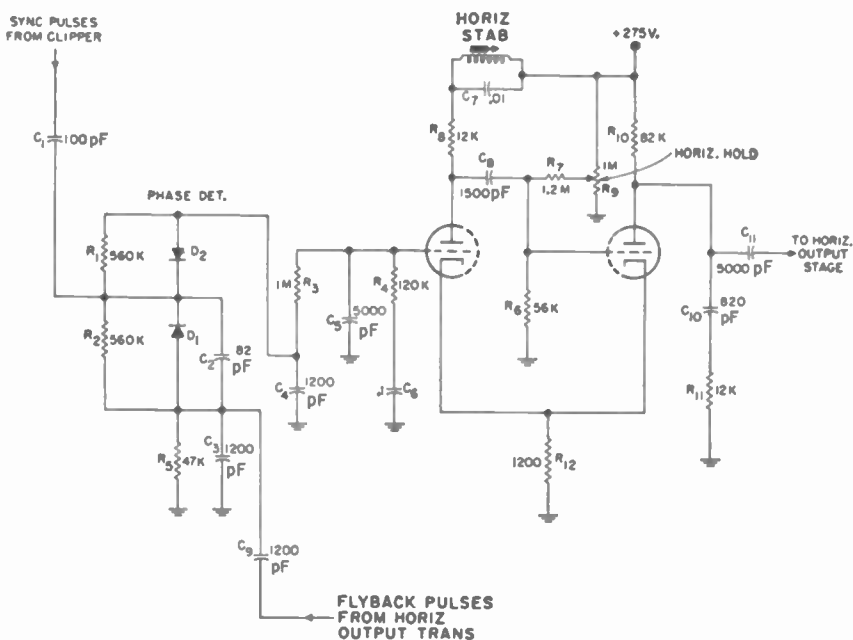 SYNC PULSES
FROM CLIPPER
HORIZ
STAB
+275V.
C7 .01
C1 100pF
R8 12K
R10 82K
HORIZ. HOLD
C8
1500pF
R7
1.2M
1M
R9
PHASE DET.
R1 560K
D2
R2 560K
D1
C2 82
pF
1M R3
C5 5000
pF
R4 120K
C4 1200
pF
.1 C6
R6 56K
C11
5000 pF
TO HORIZ.
OUTPUT
STAGE
C10 820
pF
R11 12K
R5 47K
C3 1200
pF
1200 R12
C9 1200
pF
FLYBACK PULSES
FROM HORIZ
OUTPUT TRANS